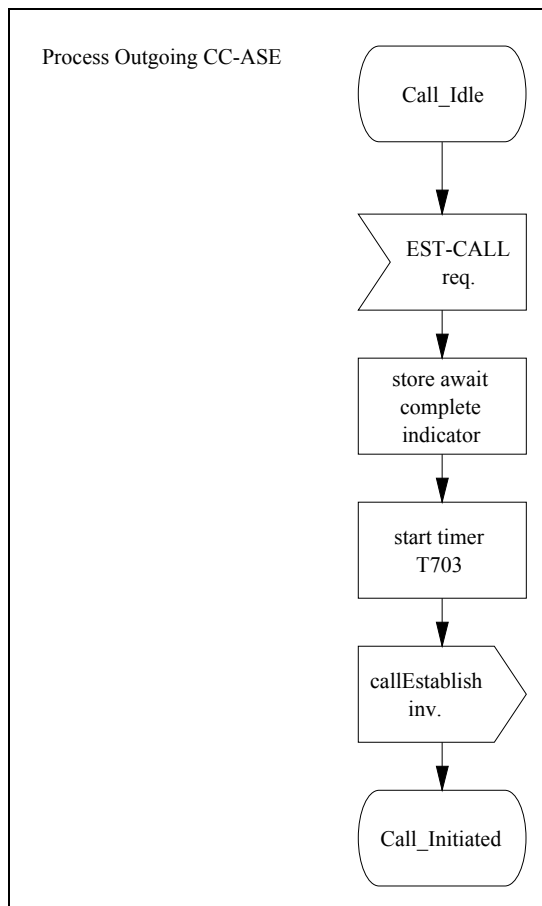 Process Outgoing CC-ASE
Call_Idle
EST-CALL
req.
store await
complete
indicator
start timer
T703
callEstablish
inv.
Call_Initiated